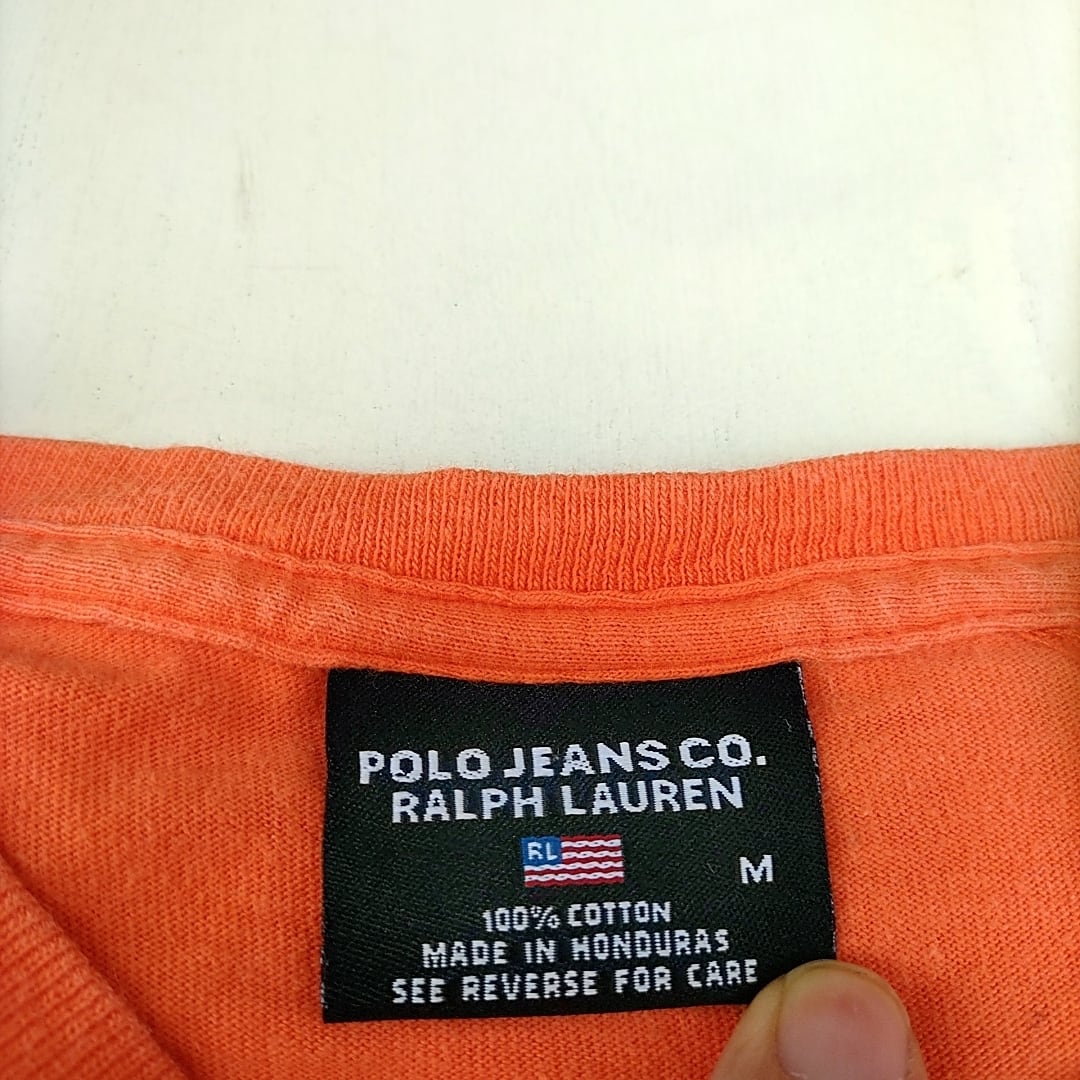 POLO JEANS CO.
RALPH LAUREN
RL
M
100% COTTON
MADE IN HONDURAS
SEE REVERSE FOR CARE